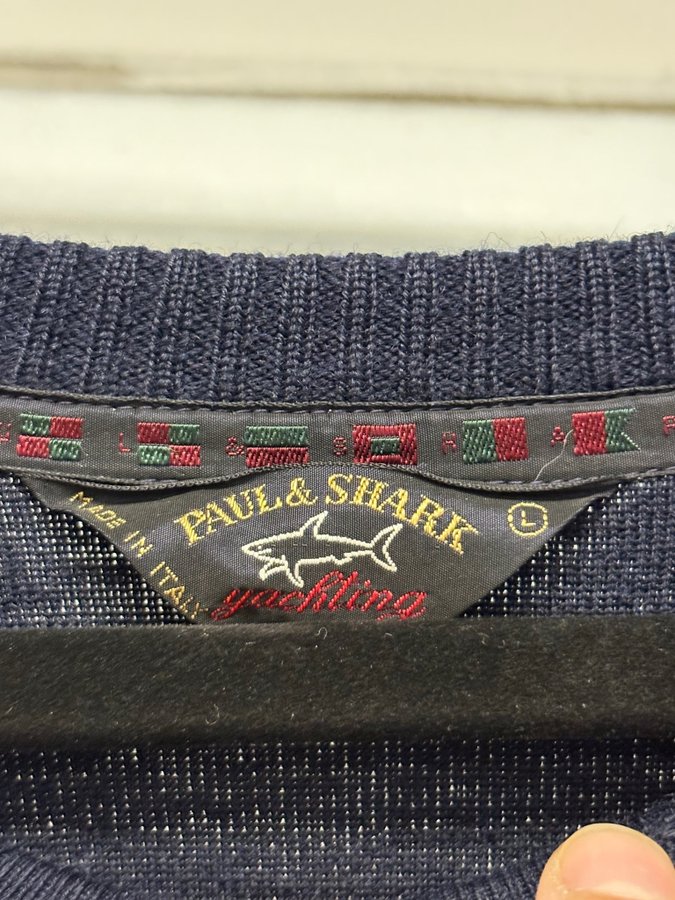 L & S H A
PAUL & SHARK
L
MADE IN ITALY
yachting